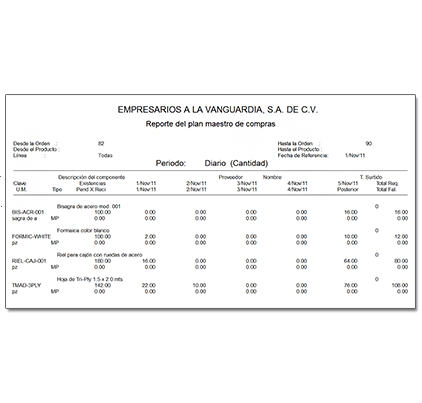 EMPRESARIOS A LA VANGUARDIA, S.A. DE C.V.
Reporte del plan maestro de compras
Desde la Orden : 82 Hasta la Orden : 90
Desde el Producto : Hasta el Producto :
Línea : Todas Fecha de Referencia: 1/Nov/11
Periodo: Diario (Cantidad)
Descripción del componente Proveedor Nombre T. Surtido
Clave Existencias 1/Nov/11 2/Nov/11 3/Nov/11 4/Nov/11 5/Nov/11 Total Req.
U.M. Tipo Pend X Reci 1/Nov/11 2/Nov/11 3/Nov/11 4/Nov/11 Posterior Total Fal.
Bisagra de acero mod. 001 0
BIS-ACR-001 100.00 0.00 0.00 0.00 0.00 16.00 16.00
sagra de a MP 0.00 0.00 0.00 0.00 0.00 0.00 0.00
Formaica color blanco 0
FORMIC-WHITE 100.00 2.00 0.00 0.00 0.00 10.00 12.00
pz MP 0.00 0.00 0.00 0.00 0.00 0.00 0.00
Riel para cajón con ruedas de acero 0
RIEL-CAJ-001 180.00 16.00 0.00 0.00 0.00 64.00 80.00
pz MP 0.00 0.00 0.00 0.00 0.00 0.00 0.00
Hoja de Tri-Ply 1.5 x 2.0 mts 0
TMAD-3PLY 142.00 22.00 10.00 0.00 0.00 76.00 108.00
pz MP 0.00 0.00 0.00 0.00 0.00 0.00 0.00